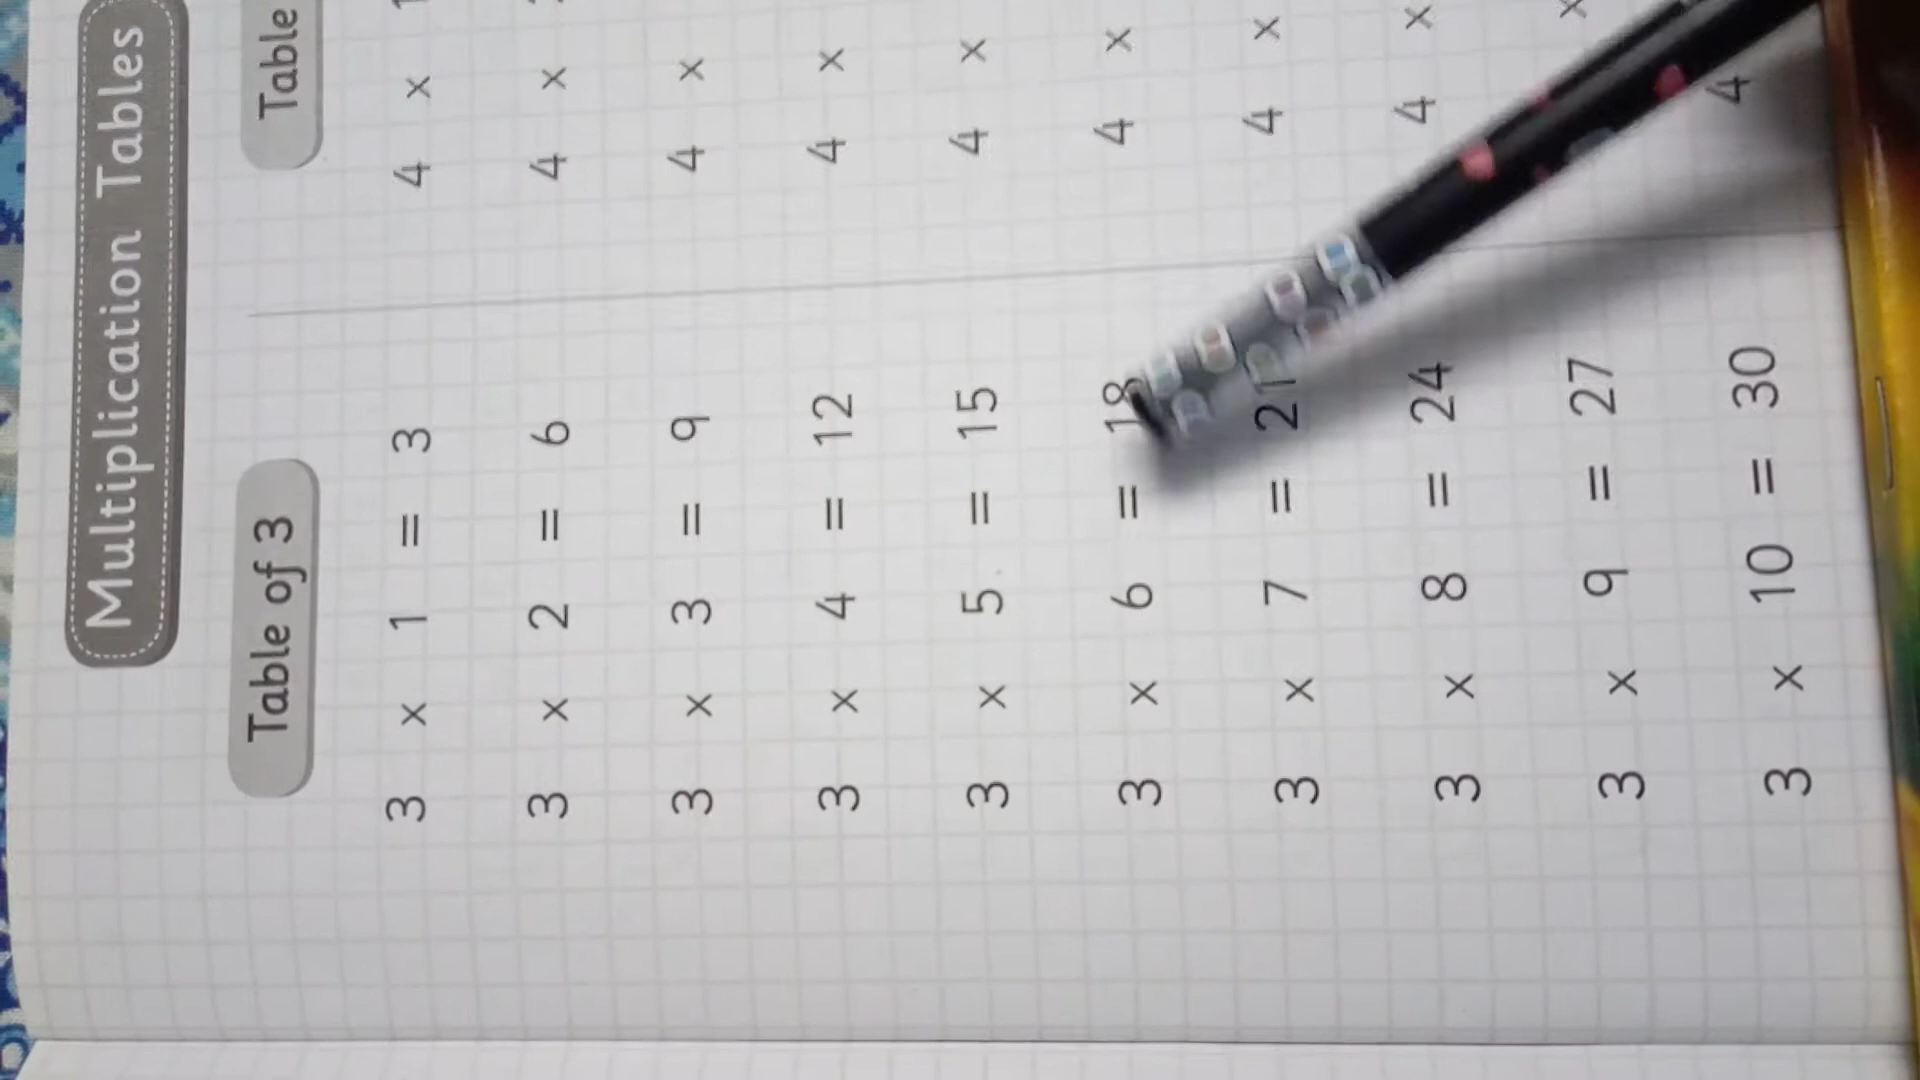 Multiplication Tables
Table of 3
3 x 1 = 3
3 x 2 = 6
3 x 3 = 9
3 x 4 = 12
3 x 5 = 15
3 x 6 = 18
3 x 7 = 21
3 x 8 = 24
3 x 9 = 27
3 x 10 = 30
Table
4 x
4 x
4 x
4 x
4 x
4 x
4 x
4 x
x
4